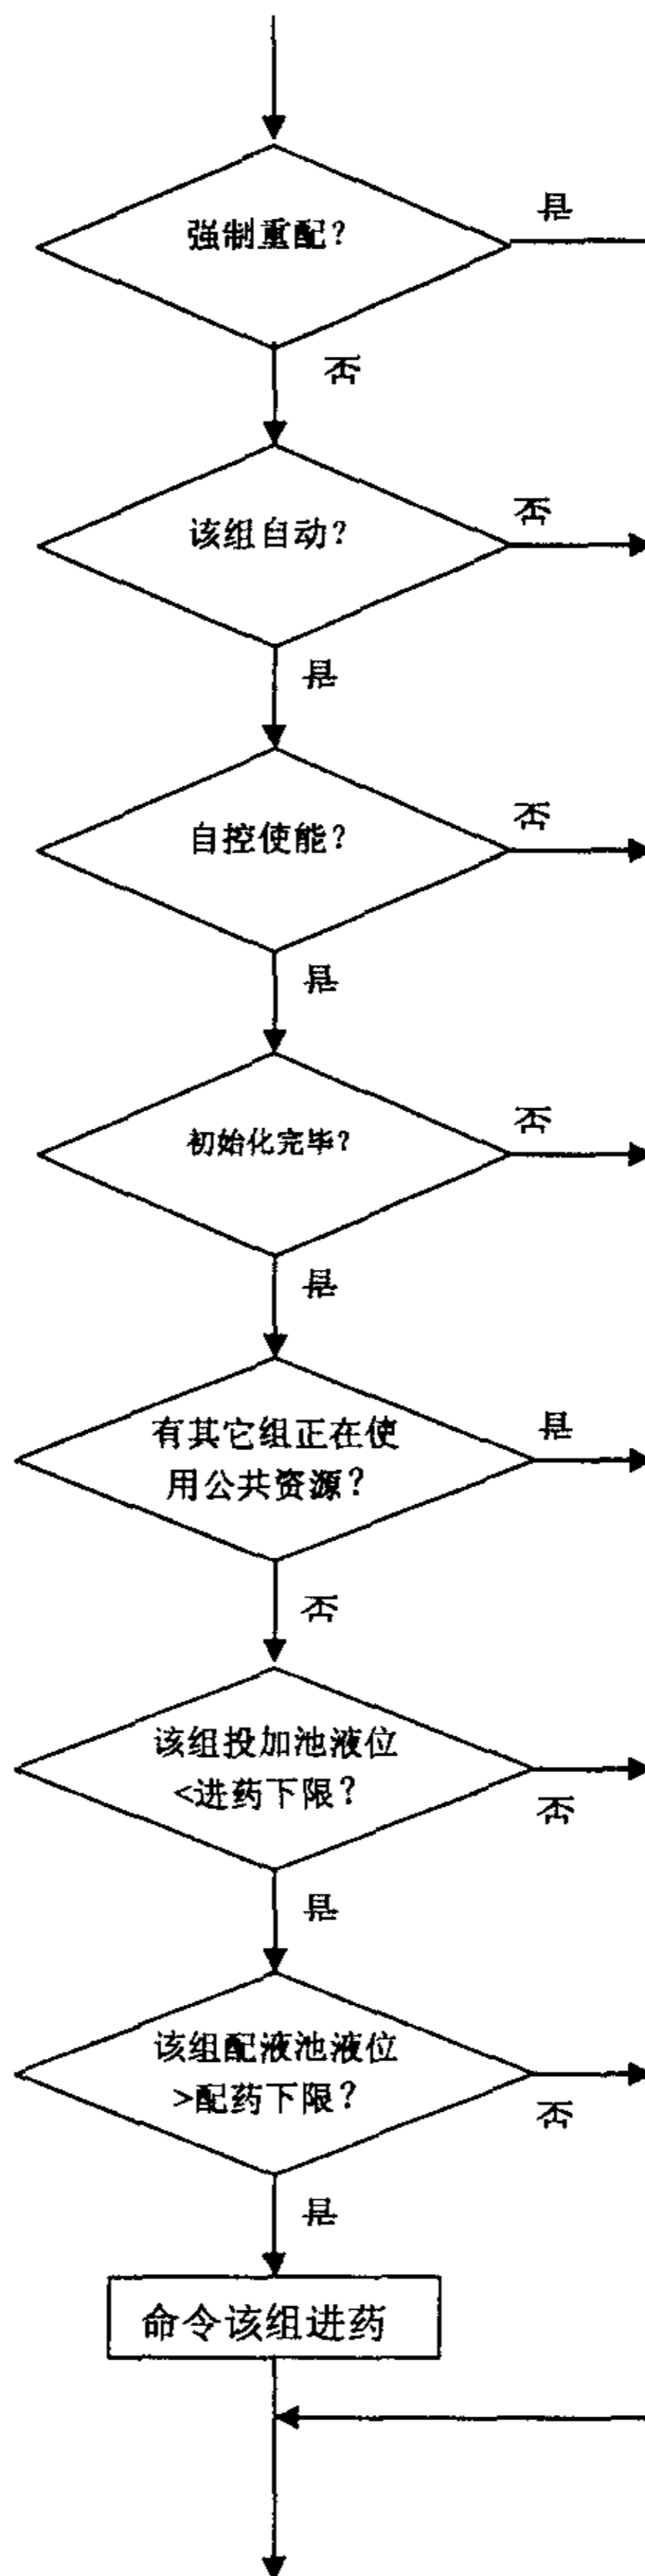 强制重配？
是
否
该组自动？
否
是
自控使能？
否
是
初始化完毕？
否
是
有其它组正在使
用公共资源？
是
否
该组投加池液位
<进药下限？
否
是
该组配液池液位
>配药下限？
否
是
命令该组进药